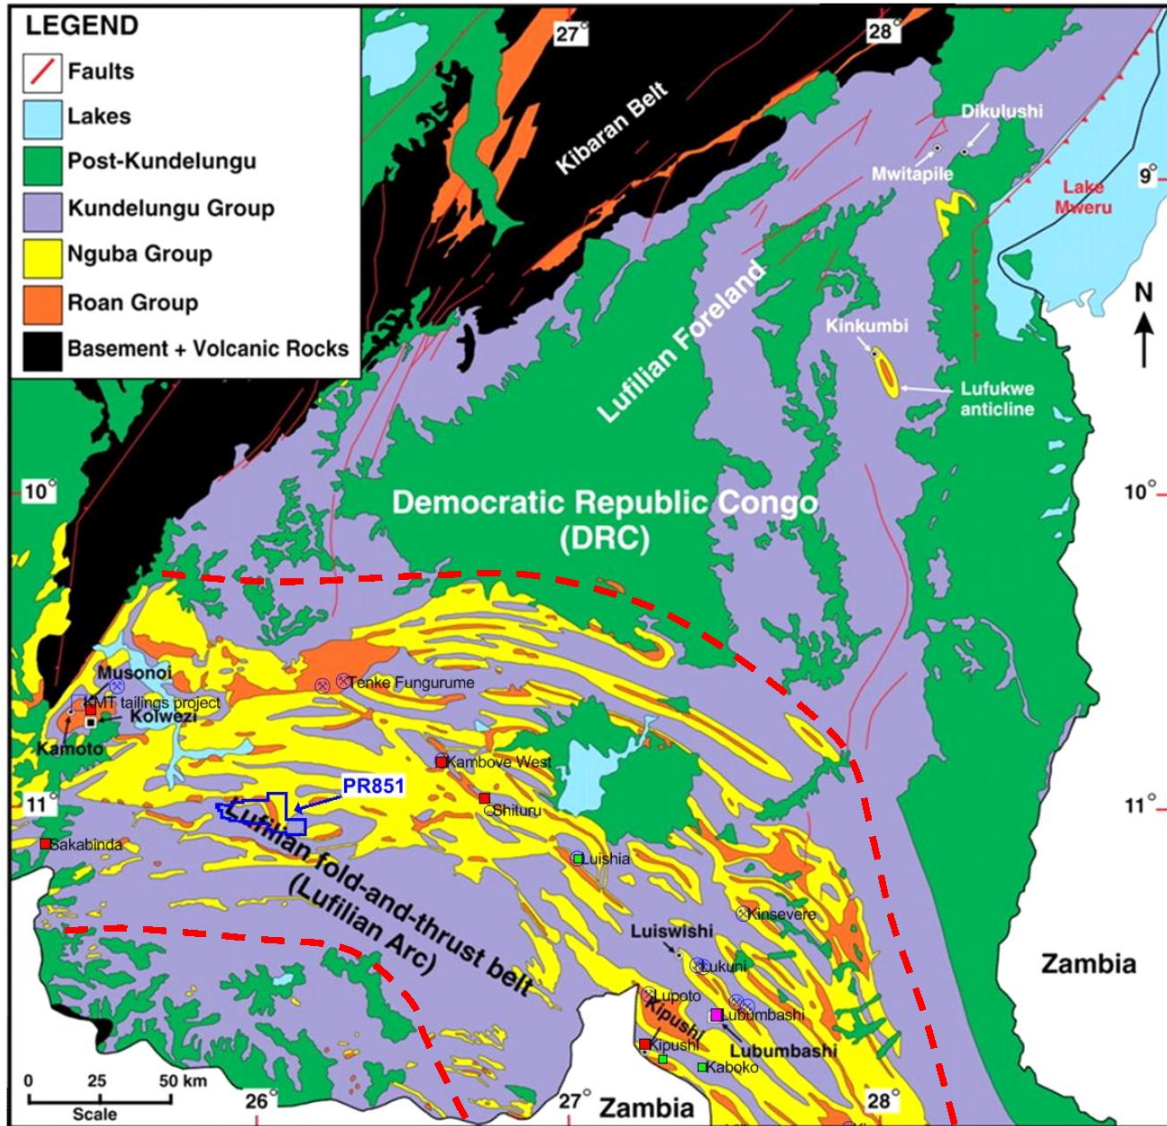 LEGEND
Faults
Lakes
Post-Kundelungu
Kundelungu Group
Nguba Group
Roan Group
Basement + Volcanic Rocks
27°
28°
Kibaran Belt
Dikulushi
Mwitapile
9°
Lake
Mweru
N
Lufilian Foreland
Kinkumbi
Lufukwe
anticline
10°
10°
Democratic Republic Congo
(DRC)
Musonoi
KMT tailings project
Kolwezi
Kamoto
Tenke Fungurume
Kambove West
PR851
Shituru
11°
11°
Sakabinda
Lufilian fold-and-thrust belt
(Lufilian Arc)
Luishia
Kinsevere
Luiswishi
Lukuni
Zambia
Lupoto
Kipushi
Lubumbashi
Kipushi
Lubumbashi
Kaboko
0 25 50 km
Scale
26°
27°
Zambia
28°